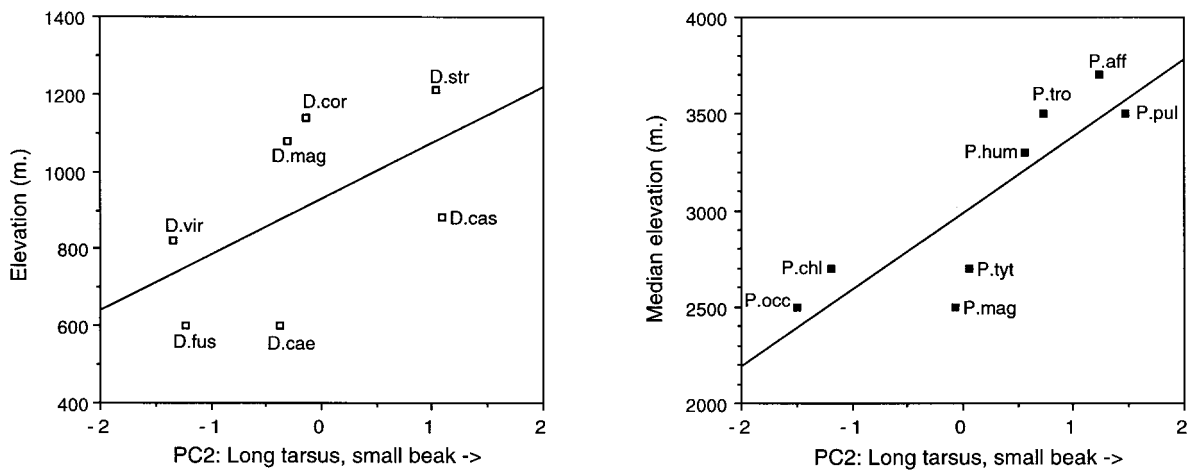 1400
1200
1000
800
600
400
Elevation (m.)
D.str
D.cor
D.mag
D.cas
D.vir
D.fus
D.cae
-2
-1
0
1
2
PC2: Long tarsus, small beak ->
4000
3500
3000
2500
2000
Median elevation (m.)
P.aff
P.tro
P.pul
P.hum
P.chl
P.tyt
P.occ
P.mag
-2
-1
0
1
2
PC2: Long tarsus, small beak ->